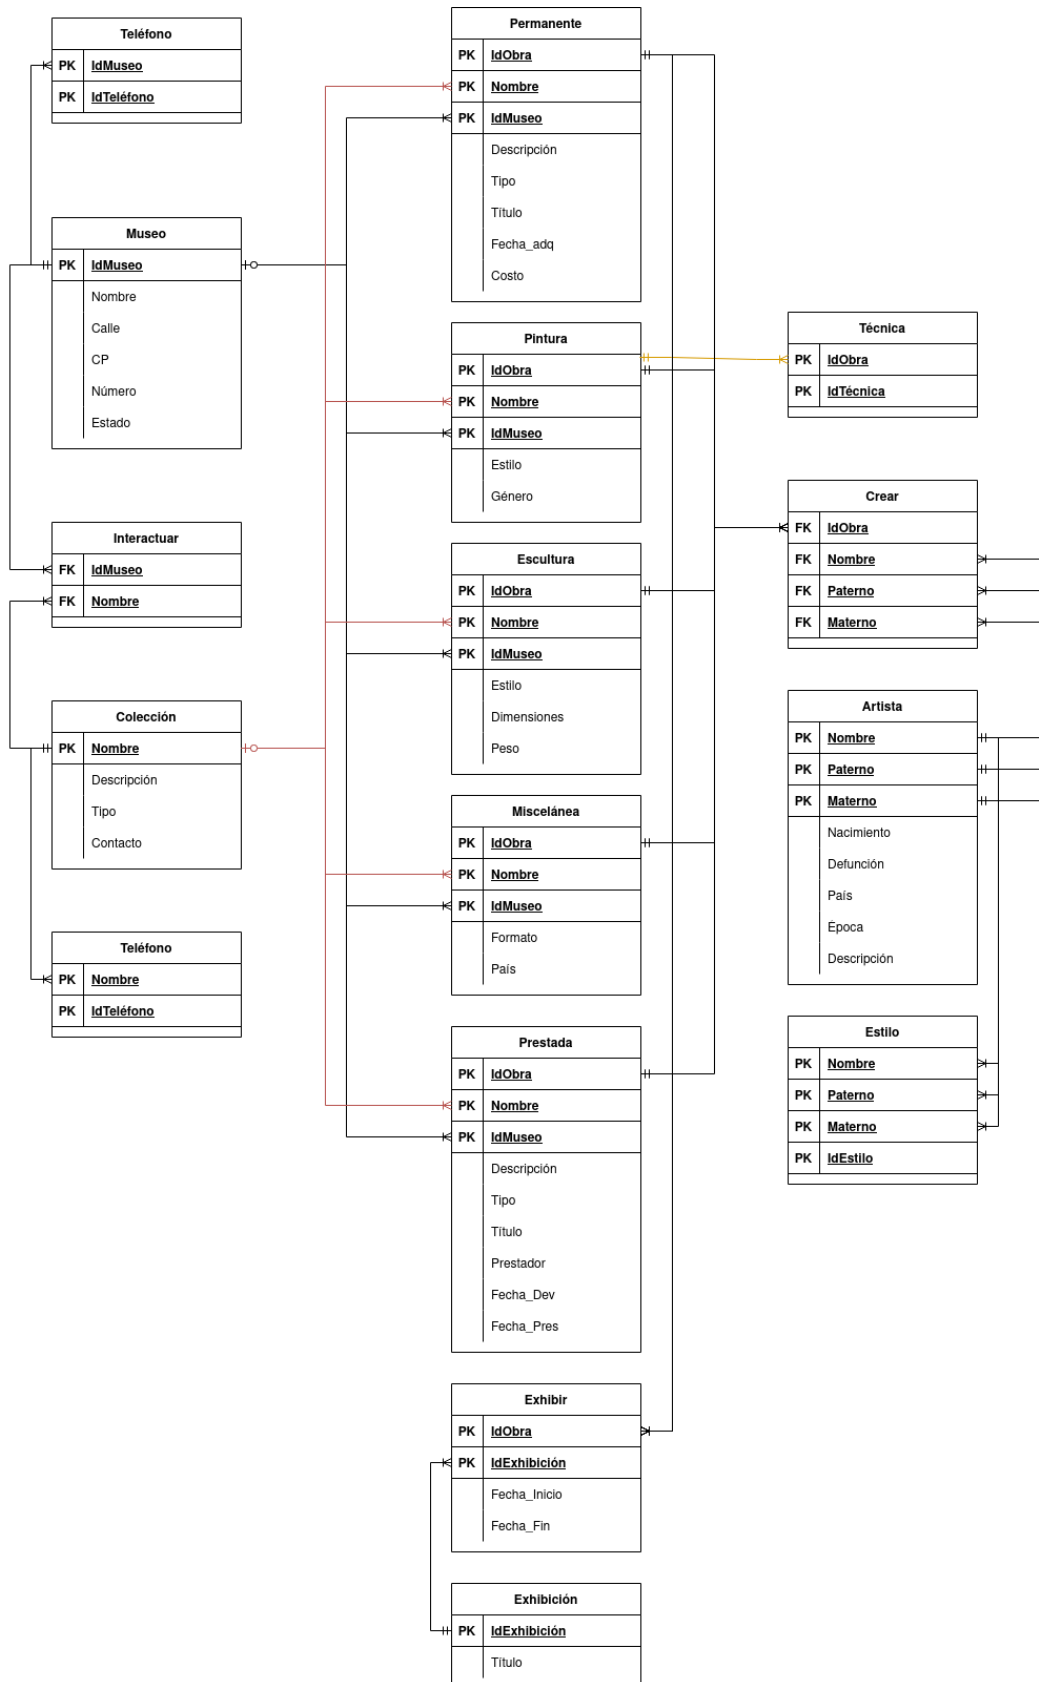 Teléfono
PK IdMuseo
PK IdTeléfono
Museo
PK IdMuseo
Nombre
Calle
CP
Número
Estado
Interactuar
FK IdMuseo
FK Nombre
Colección
PK Nombre
Descripción
Tipo
Contacto
Teléfono
PK Nombre
PK IdTeléfono
Permanente
PK IdObra
PK Nombre
PK IdMuseo
Descripción
Tipo
Título
Fecha_adq
Costo
Pintura
PK IdObra
PK Nombre
PK IdMuseo
Estilo
Género
Escultura
PK IdObra
PK Nombre
PK IdMuseo
Estilo
Dimensiones
Peso
Miscelánea
PK IdObra
PK Nombre
PK IdMuseo
Formato
País
Prestada
PK IdObra
PK Nombre
PK IdMuseo
Descripción
Tipo
Título
Prestador
Fecha_Dev
Fecha_Pres
Exhibir
PK IdObra
PK IdExhibición
Fecha_Inicio
Fecha_Fin
Exhibición
PK IdExhibición
Título
Técnica
PK IdObra
PK IdTécnica
Crear
FK IdObra
FK Nombre
FK Paterno
FK Materno
Artista
PK Nombre
PK Paterno
PK Materno
Nacimiento
Defunción
País
Época
Descripción
Estilo
PK Nombre
PK Paterno
PK Materno
PK IdEstilo